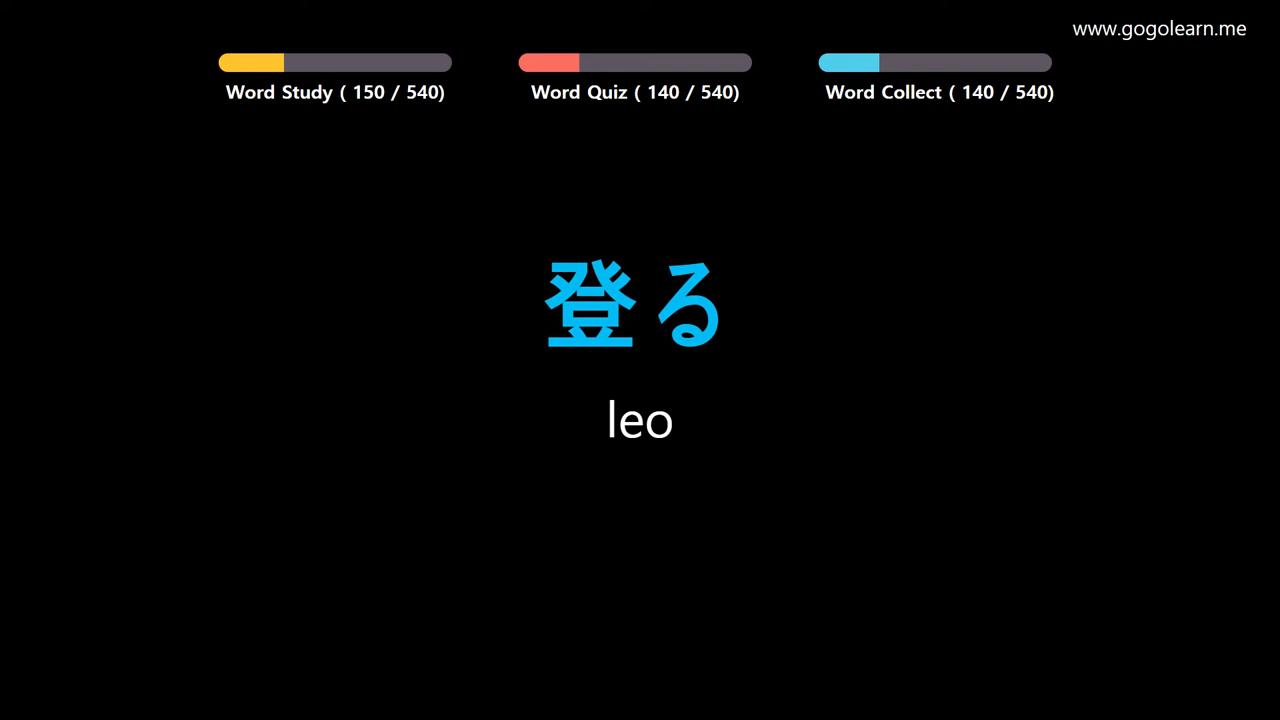 www.gogolearn.me
Word Study ( 150 / 540)
Word Quiz ( 140 / 540)
Word Collect ( 140 / 540)
登る
leo